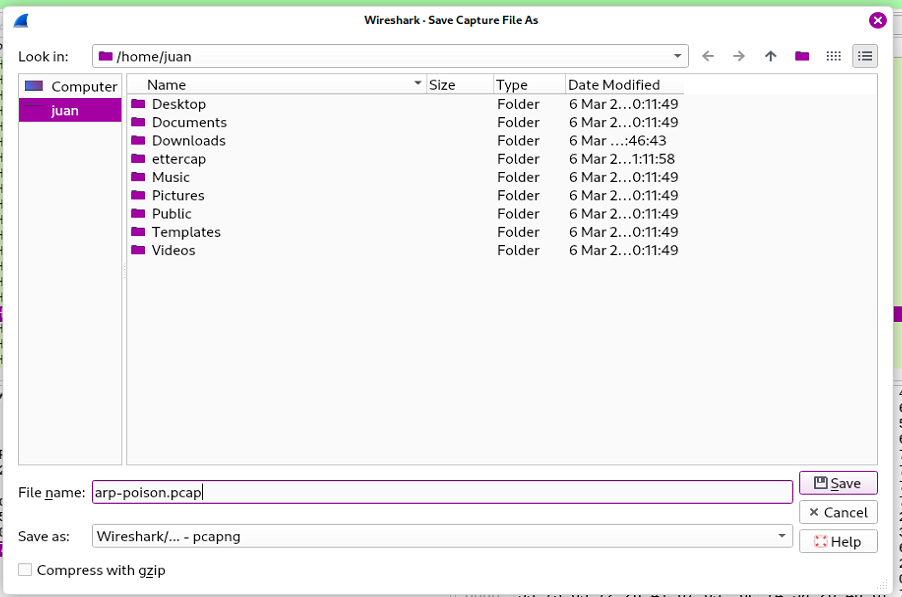 Wireshark · Save Capture File As
Look in: /home/juan
Computer
juan
Name Size Type Date Modified
Desktop Folder 6 Mar 2...0:11:49
Documents Folder 6 Mar 2...0:11:49
Downloads Folder 6 Mar ...:46:43
ettercap Folder 6 Mar 2...1:11:58
Music Folder 6 Mar 2...0:11:49
Pictures Folder 6 Mar 2...0:11:49
Public Folder 6 Mar 2...0:11:49
Templates Folder 6 Mar 2...0:11:49
Videos Folder 6 Mar 2...0:11:49
File name: arp-poison.pcap Save
Cancel
Save as: Wireshark/... - pcapng Help
Compress with gzip